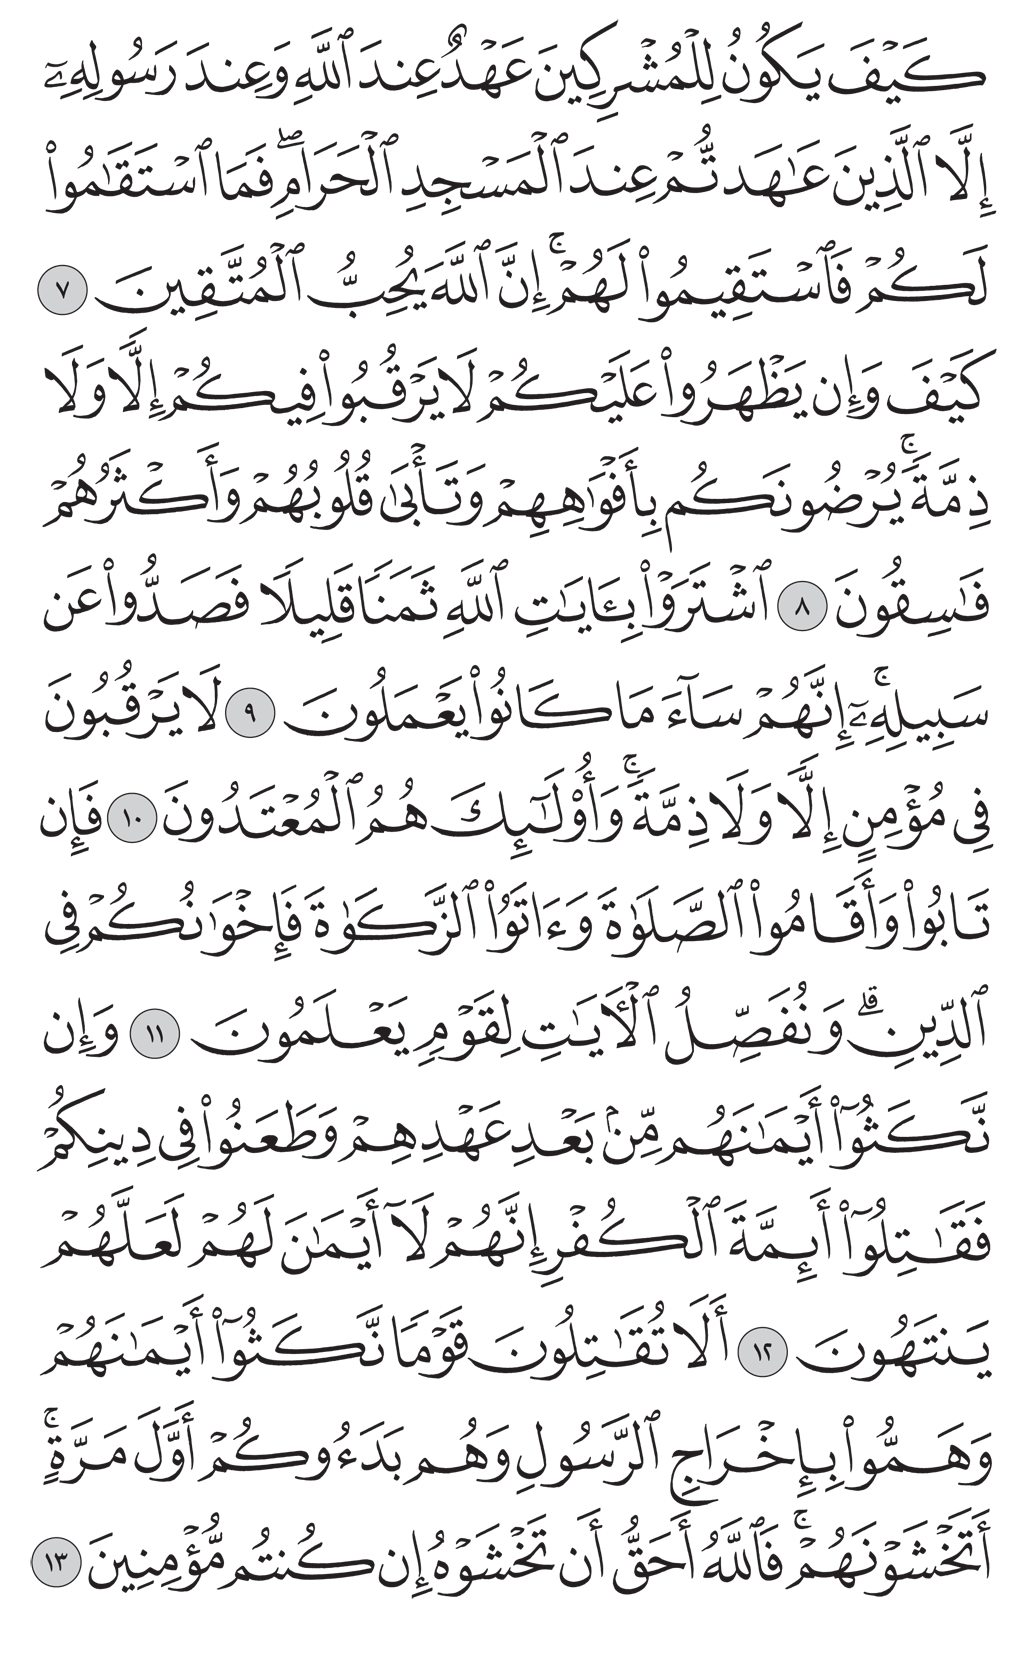 كَيْفَ يَكُونُ لِلْمُشْرِكِينَ عَهْدٌ عِندَ ٱللَّهِ وَعِندَ رَسُولِهِۦٓ
إِلَّا ٱلَّذِينَ عَٰهَدتُّمْ عِندَ ٱلْمَسْجِدِ ٱلْحَرَامِۖ فَمَا ٱسْتَقَٰمُوا۟
لَكُمْ فَٱسْتَقِيمُوا۟ لَهُمْۚ إِنَّ ٱللَّهَ يُحِبُّ ٱلْمُتَّقِينَ ٧
كَيْفَ وَإِن يَظْهَرُوا۟ عَلَيْكُمْ لَا يَرْقُبُوا۟ فِيكُمْ إِلًّا وَلَا
ذِمَّةًۚ يُرْضُونَكُم بِأَفْوَٰهِهِمْ وَتَأْبَىٰ قُلُوبُهُمْ وَأَكْثَرُهُمْ
فَٰسِقُونَ ٨ ٱشْتَرَوْا۟ بِـَٔايَٰتِ ٱللَّهِ ثَمَنًا قَلِيلًا فَصَدُّوا۟ عَن
سَبِيلِهِۦٓۚ إِنَّهُمْ سَآءَ مَا كَانُوا۟ يَعْمَلُونَ ٩ لَا يَرْقُبُونَ
فِى مُؤْمِنٍ إِلًّا وَلَا ذِمَّةًۚ وَأُو۟لَٰٓئِكَ هُمُ ٱلْمُعْتَدُونَ ١٠ فَإِن
تَابُوا۟ وَأَقَامُوا۟ ٱلصَّلَوٰةَ وَءَاتَوُا۟ ٱلزَّكَوٰةَ فَإِخْوَٰنُكُمْ فِى
ٱلدِّينِۗ وَنُفَصِّلُ ٱلْـَٔايَٰتِ لِقَوْمٍ يَعْلَمُونَ ١١ وَإِن
نَّكَثُوٓا۟ أَيْمَٰنَهُم مِّنۢ بَعْدِ عَهْدِهِمْ وَطَعَنُوا۟ فِى دِينِكُمْ
فَقَٰتِلُوٓا۟ أَئِمَّةَ ٱلْكُفْرِ إِنَّهُمْ لَآ أَيْمَٰنَ لَهُمْ لَعَلَّهُمْ
يَنتَهُونَ ١٢ أَلَا تُقَٰتِلُونَ قَوْمًا نَّكَثُوٓا۟ أَيْمَٰنَهُمْ
وَهَمُّوا۟ بِإِخْرَاجِ ٱلرَّسُولِ وَهُم بَدَءُوكُمْ أَوَّلَ مَرَّةٍۚ
أَتَخْشَوْنَهُمْۚ فَٱللَّهُ أَحَقُّ أَن تَخْشَوْهُ إِن كُنتُم مُّؤْمِنِينَ ١٣